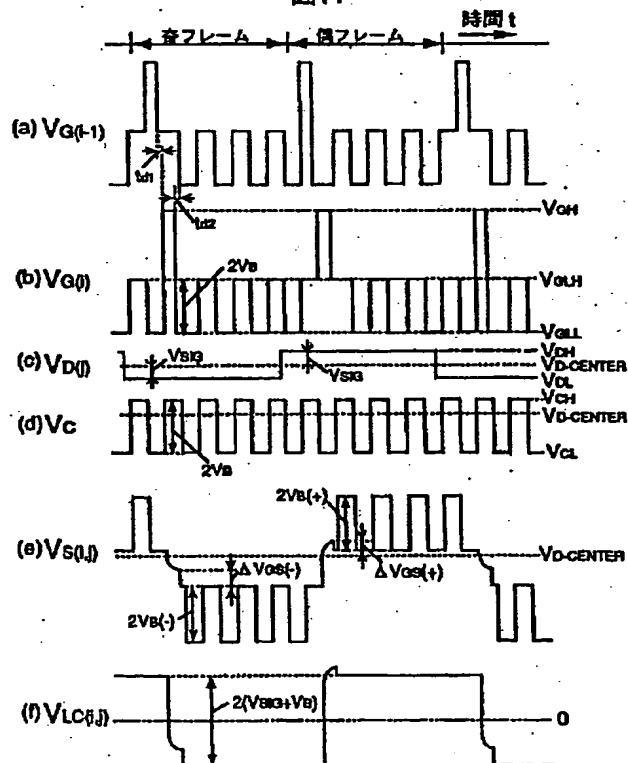 時間 t
奇フレーム
偶フレーム
(a) VG(i-1)
td1
td2
VGH
(b) VG(i)
2VB
VGLH
VGLL
(c) VD(j)
VSIG
VSIG
VDH
VD-CENTER
VDL
(d) VC
2VB
VCH
VD-CENTER
VCL
(e) VS(i,j)
2VB(+)
VD-CENTER
ΔVGS(-)
ΔVGS(+)
2VB(-)
(f) VLC(i,j)
2(VSIG+VB)
0